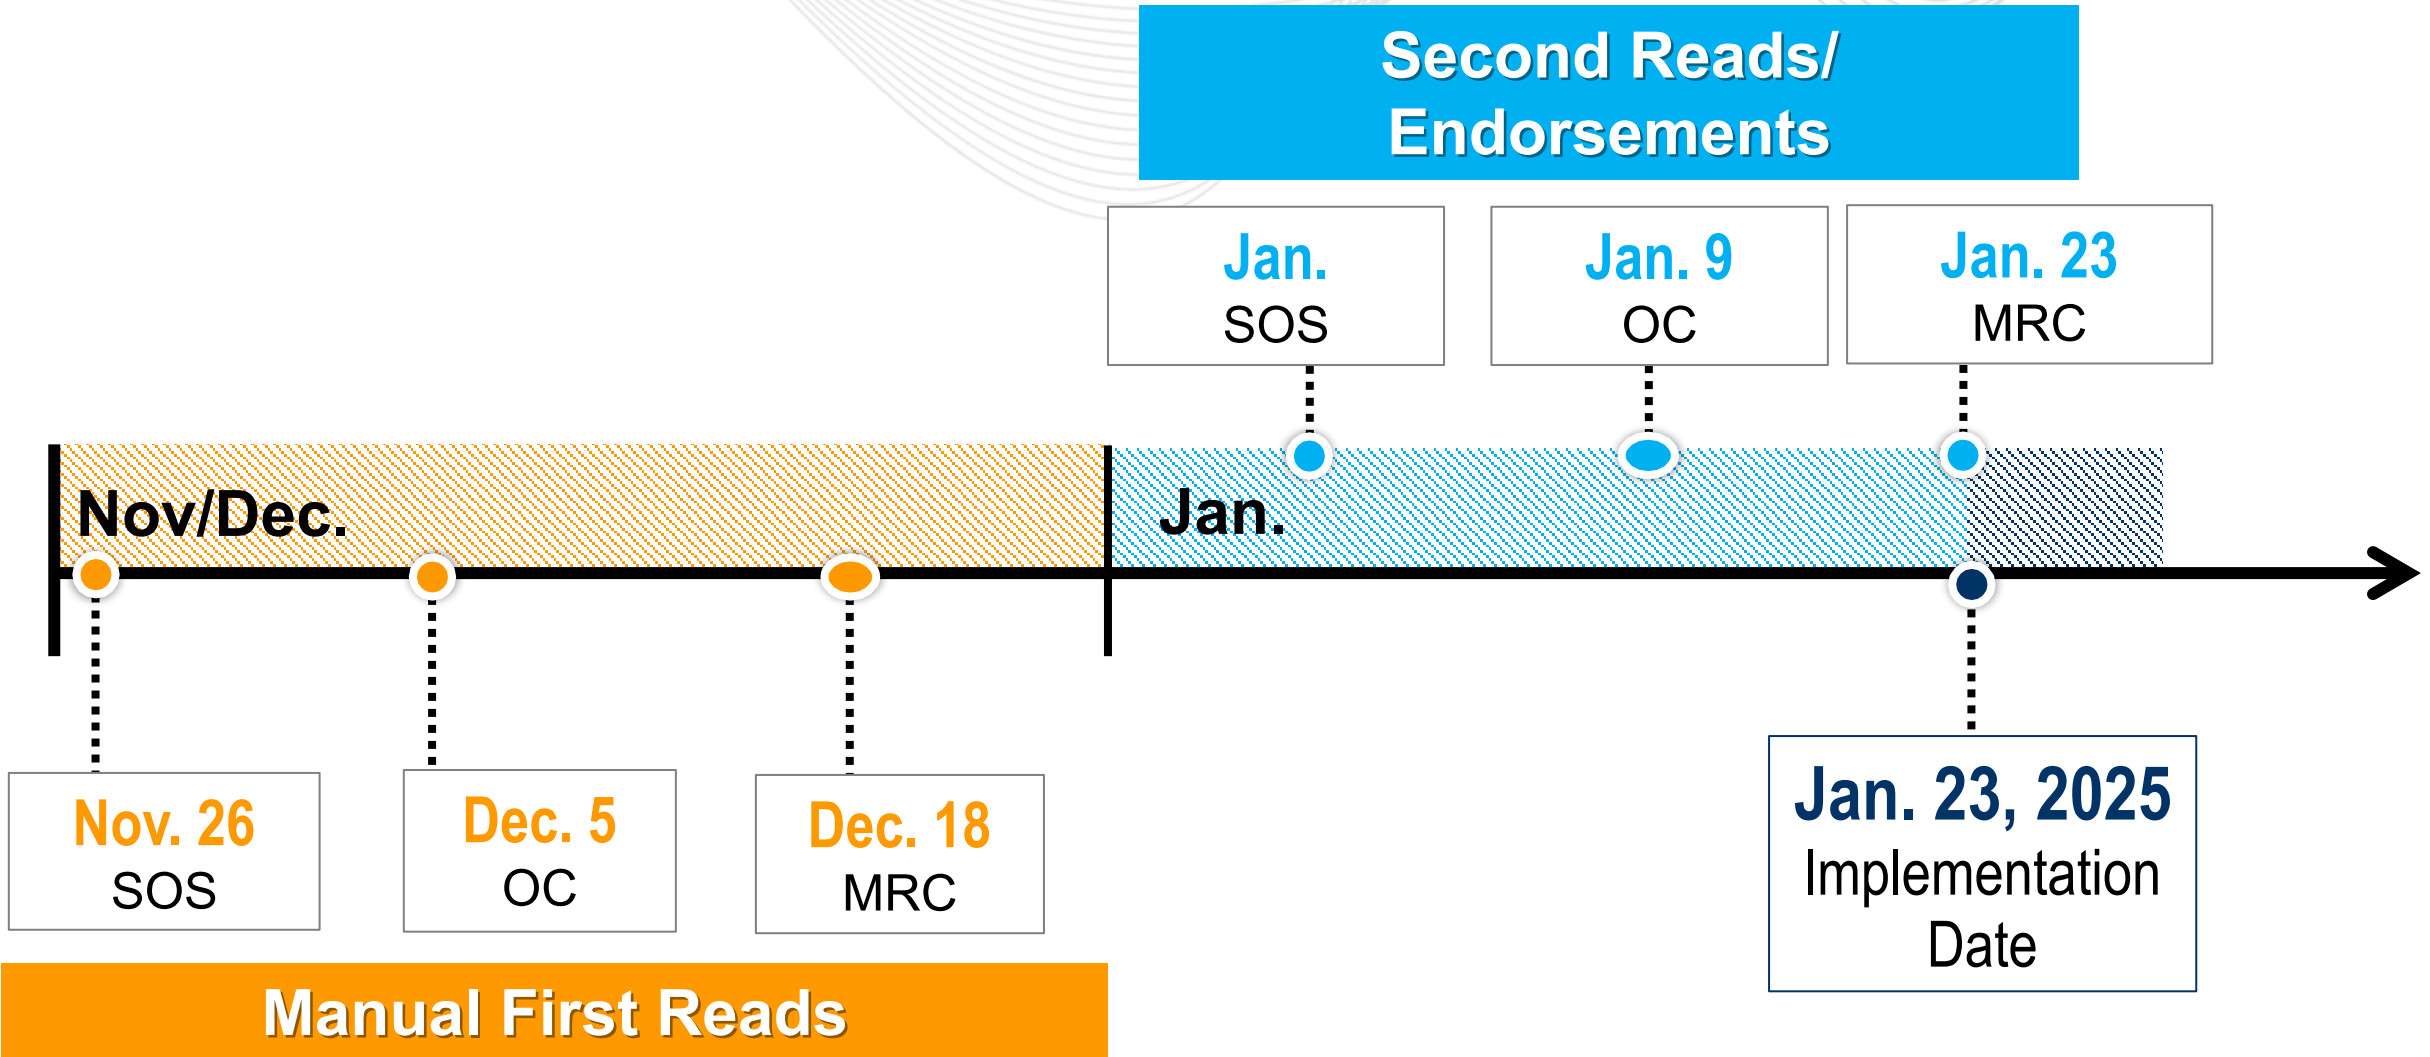 Second Reads/
Endorsements
Jan.
SOS
Jan. 9
OC
Jan. 23
MRC
Nov/Dec.
Jan.
Nov. 26
SOS
Dec. 5
OC
Dec. 18
MRC
Jan. 23, 2025
Implementation
Date
Manual First Reads